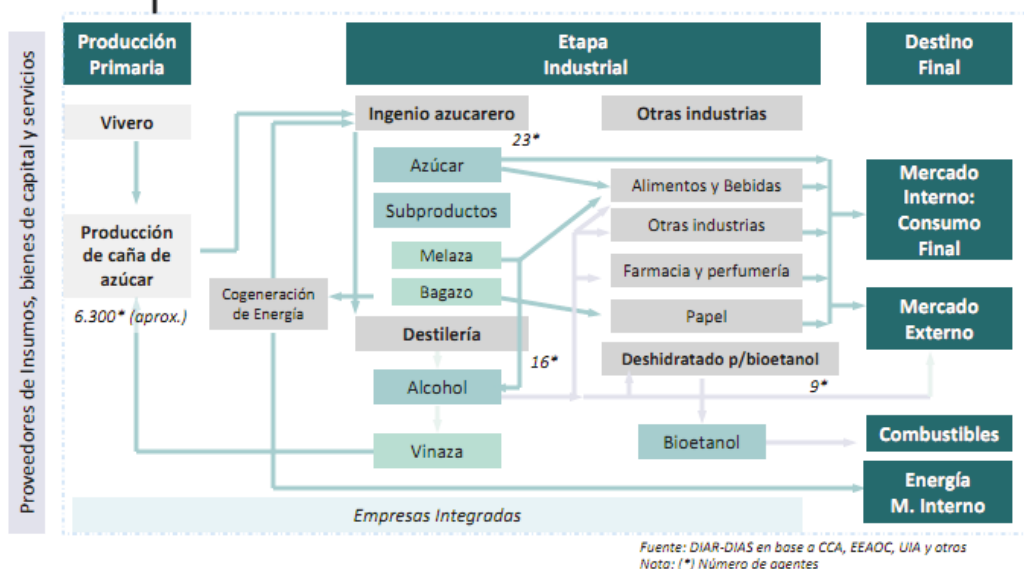 Proveedores de Insumos, bienes de capital y servicios
Producción
Primaria
Etapa
Industrial
Destino
Final
Vivero
Producción
de caña de
azúcar
6.300* (aprox.)
Ingenio azucarero
23*
Azúcar
Subproductos
Melaza
Bagazo
Cogeneración
de Energía
Destilería
16*
Alcohol
Vinaza
Otras industrias
Alimentos y Bebidas
Otras industrias
Farmacia y perfumería
Papel
Deshidratado p/bioetanol
9*
Bioetanol
Mercado
Interno:
Consumo
Final
Mercado
Externo
Combustibles
Energía
M. Interno
Empresas Integradas
Fuente: DIAR-DIAS en base a CCA, EEAOC, UIA y otros
Nota: (*) Número de agentes